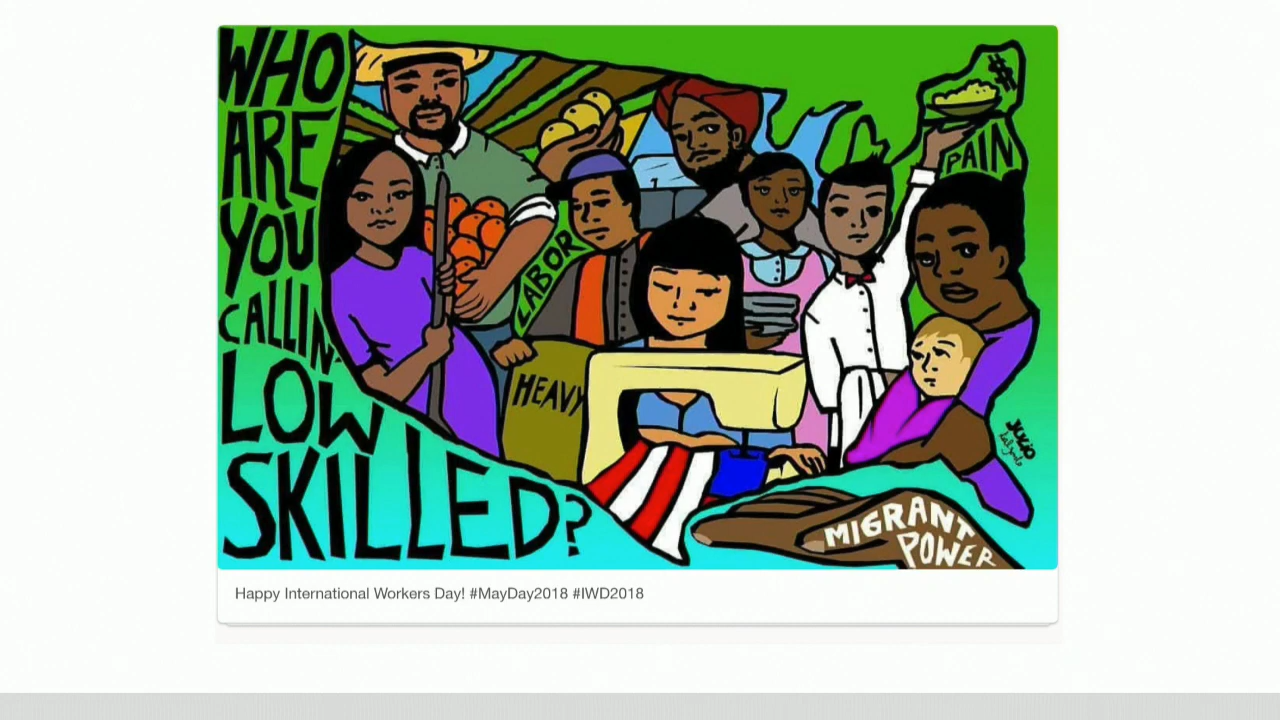 WHO
ARE
YOU
CALLIN
LOW
SKILLED?
LABOR
HEAVY
PAIN
MIGRANT
POWER
Happy International Workers Day! #MayDay2018 #IWD2018